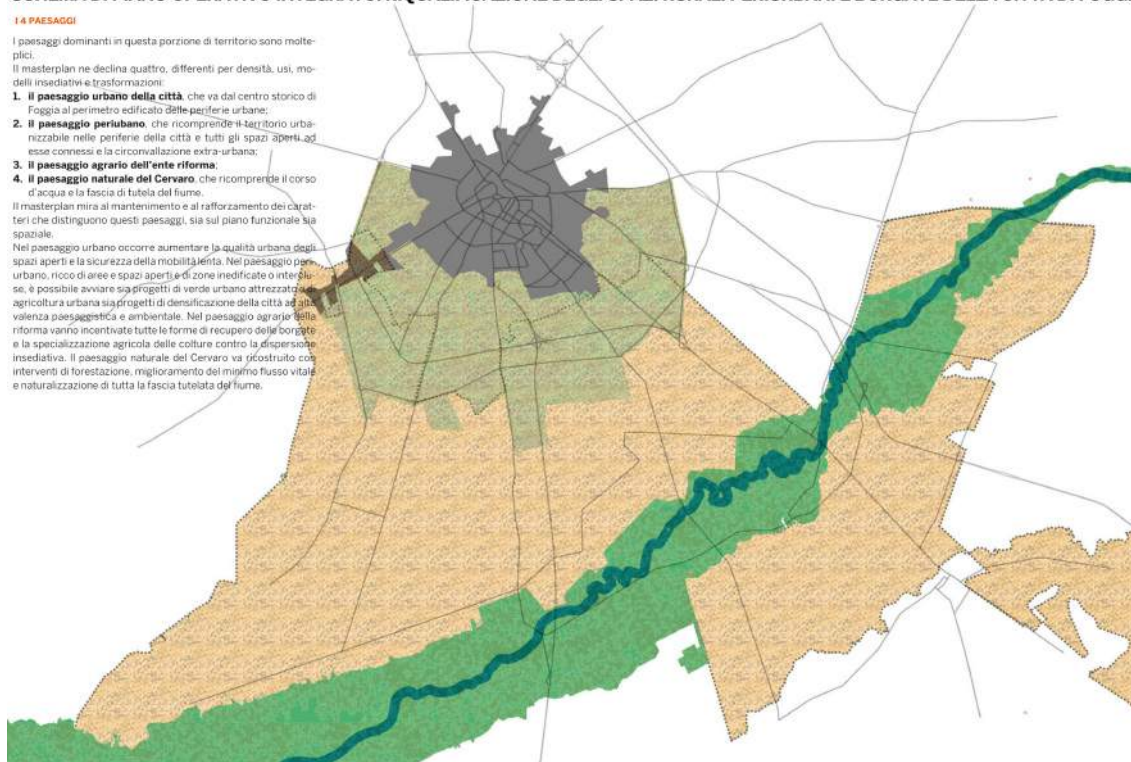 I 4 PAESAGGI
I paesaggi dominanti in questa porzione di territorio sono molte-
plici.
Il masterplan ne declina quattro, differenti per densità, usi, mo-
delli insediativi e trasformazioni:
1. il paesaggio urbano della città, che va dal centro storico di
Foggia al perimetro edificato delle periferie urbane;
2. il paesaggio periubano, che ricomprende il territorio urba-
nizzabile nelle periferie della città e tutti gli spazi aperti ad
esse connessi e la circonvallazione extra-urbana;
3. il paesaggio agrario dell'ente riforma;
4. il paesaggio naturale del Cervaro, che ricomprende il corso
d'acqua e la fascia di tutela del fiume.
Il masterplan mira al mantenimento e al rafforzamento dei carat-
teri che distinguono questi paesaggi, sia sul piano funzionale sia
spaziale.
Nel paesaggio urbano occorre aumentare la qualità urbana degli
spazi aperti e la sicurezza della mobilità lenta. Nel paesaggio peri-
urbano, ricco di aree e spazi aperti e di zone inedificate o interclu-
se, è possibile avviare sia progetti di verde urbano attrezzato o di
agricoltura urbana sia progetti di densificazione della città ad alta
valenza paesaggistica e ambientale. Nel paesaggio agrario della
riforma vanno incentivate tutte le forme di recupero delle borgate
e la specializzazione agricola delle colture contro la dispersione
insediativa. Il paesaggio naturale del Cervaro va ricostruito con
interventi di forestazione, miglioramento del minimo flusso vitale
e naturalizzazione di tutta la fascia tutelata del fiume.